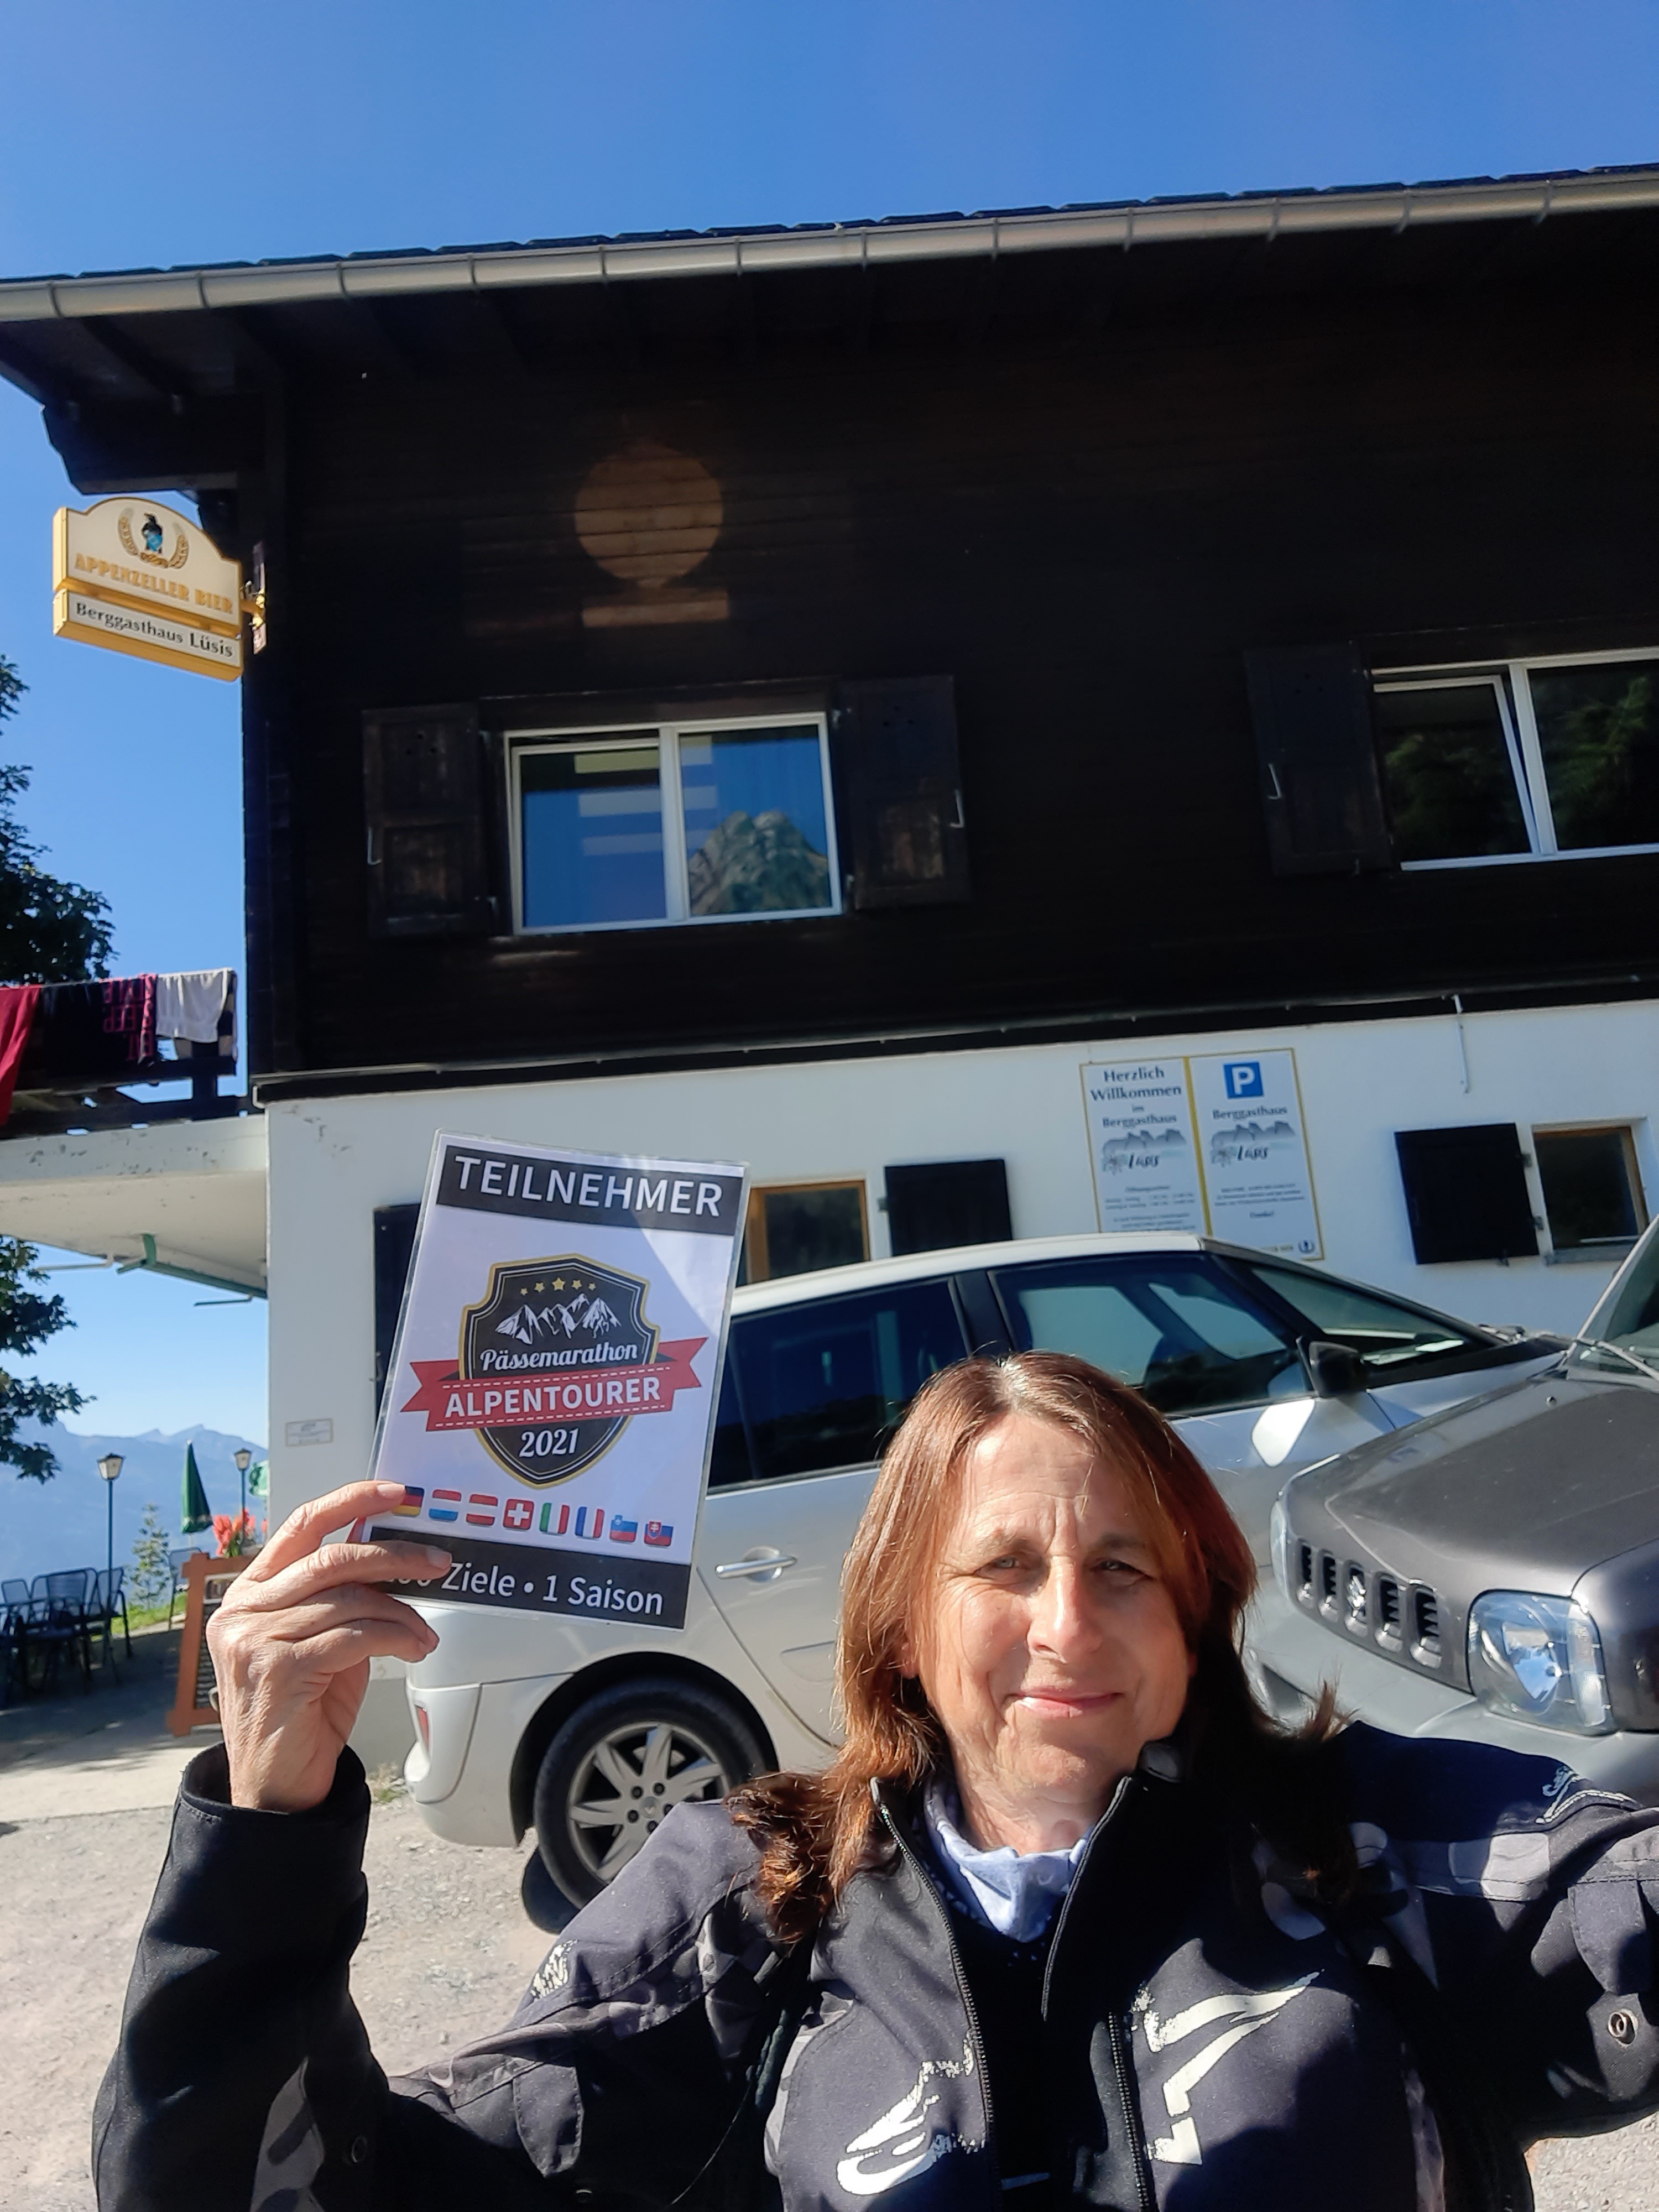 APPENZELLER BIER
Berggasthaus Lüsis
Herzlich
Willkommen
im
Berggasthaus
Lüsis
P
Berggasthaus
Lüsis
TEILNEHMER
Pässemarathon
ALPENTOURER
2021
Ziele • 1 Saison